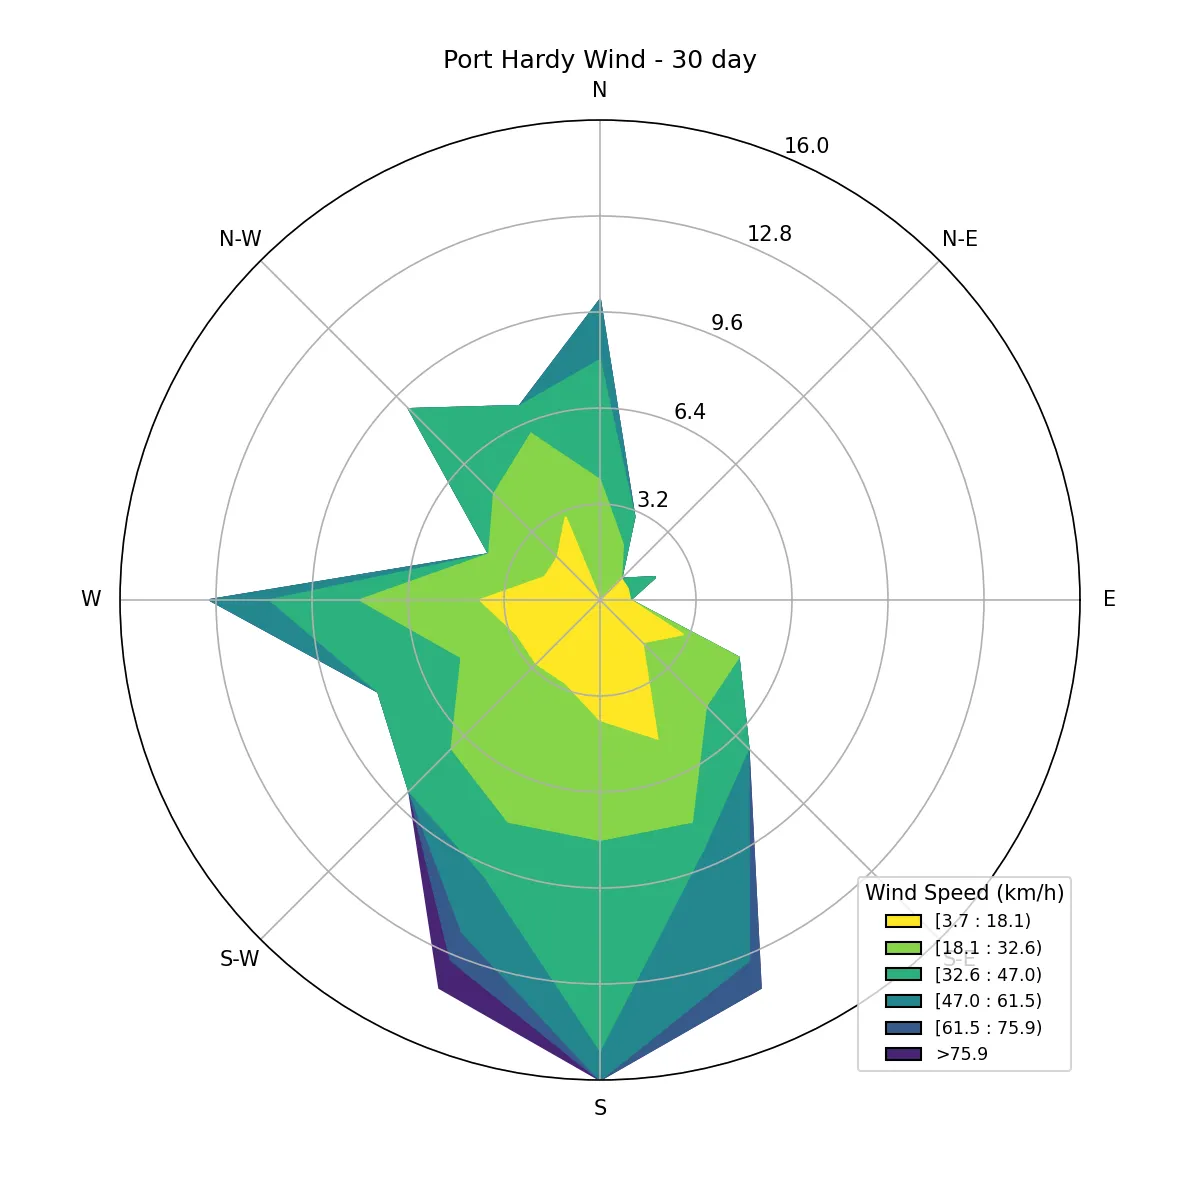 Port Hardy Wind - 30 day
N
16.0
12.8
N-W
N-E
9.6
6.4
3.2
W
E
Wind Speed (km/h)
[3.7 : 18.1)
[18.1 : 32.6)
S-W
S-E
[32.6 : 47.0)
[47.0 : 61.5)
[61.5 : 75.9)
>75.9
S